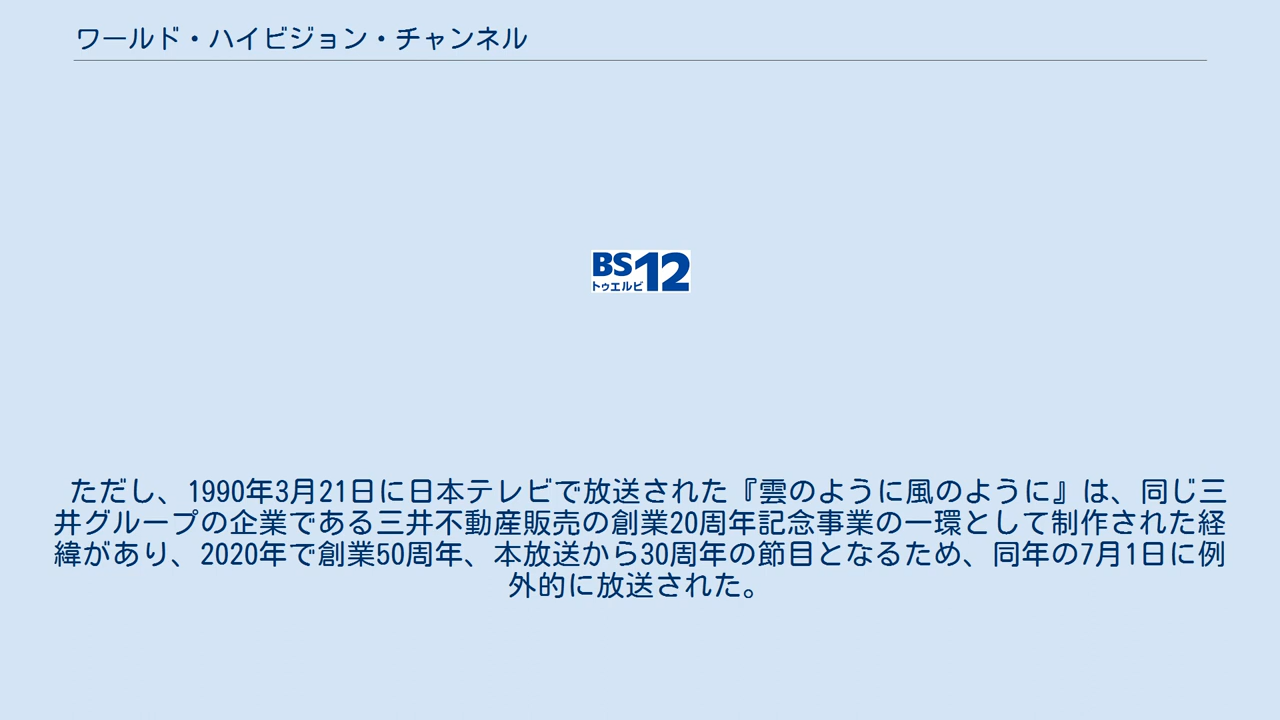 ワールド・ハイビジョン・チャンネル
BS12
トゥエルビ
ただし、1990年3月21日に日本テレビで放送された『雲のように風のように』は、同じ三
井グループの企業である三井不動産販売の創業20周年記念事業の一環として制作された経
緯があり、2020年で創業50周年、本放送から30周年の節目となるため、同年の7月1日に例
外的に放送された。